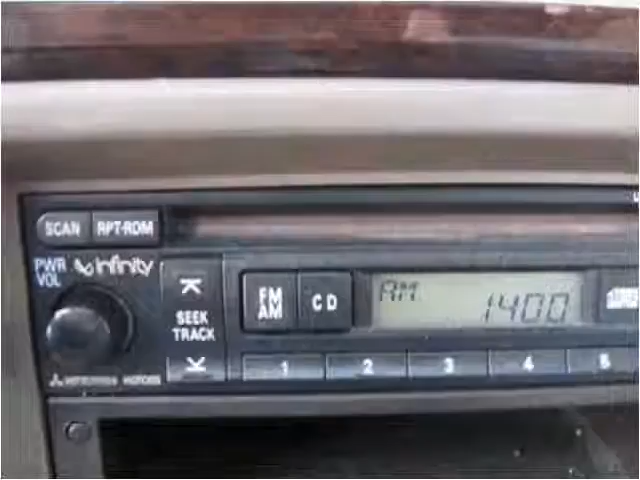 SCAN RPT·RDM
PWR
VOL
Infinity
SEEK
TRACK
FM
AM
CD
AM 1400
1 2 3 4 5
MITSUBISHI MOTORS